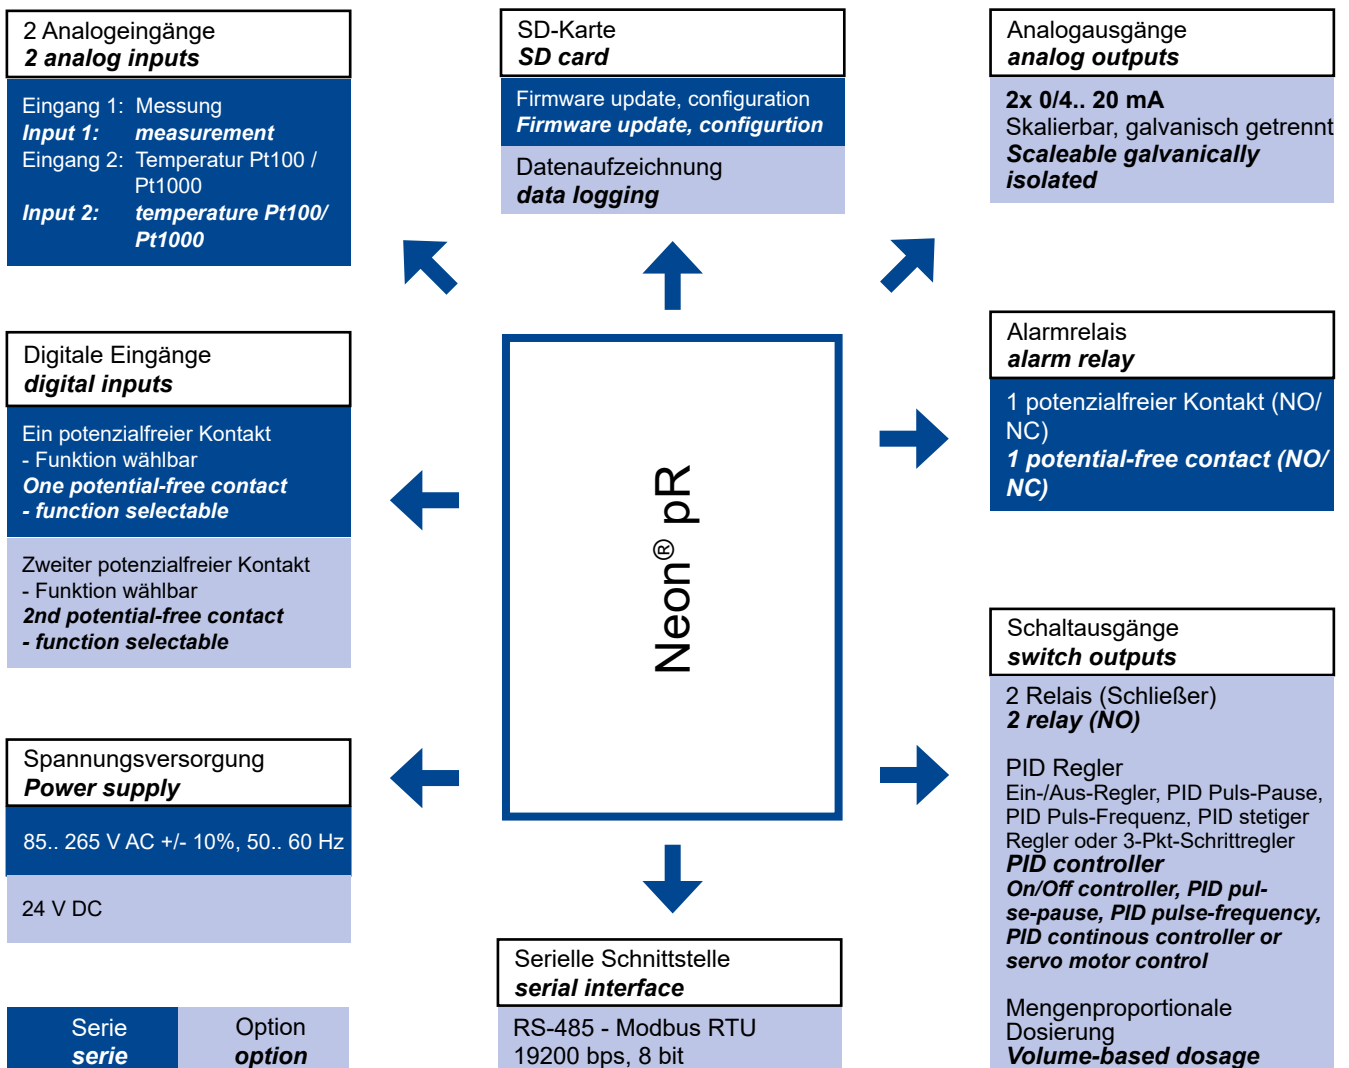 2 Analogeingänge
2 analog inputs
Eingang 1: Messung
Input 1: measurement
Eingang 2: Temperatur Pt100 /
Pt1000
Input 2: temperature Pt100/
Pt1000
SD-Karte
SD card
Firmware update, configuration
Firmware update, configurtion
Datenaufzeichnung
data logging
Analogausgänge
analog outputs
2x 0/4.. 20 mA
Skalierbar, galvanisch getrennt
Scaleable galvanically
isolated
Digitale Eingänge
digital inputs
Ein potenzialfreier Kontakt
- Funktion wählbar
One potential-free contact
- function selectable
Zweiter potenzialfreier Kontakt
- Funktion wählbar
2nd potential-free contact
- function selectable
Neon® pR
Alarmrelais
alarm relay
1 potenzialfreier Kontakt (NO/
NC)
1 potential-free contact (NO/
NC)
Spannungsversorgung
Power supply
85.. 265 V AC +/- 10%, 50.. 60 Hz
24 V DC
Schaltausgänge
switch outputs
2 Relais (Schließer)
2 relay (NO)
PID Regler
Ein-/Aus-Regler, PID Puls-Pause,
PID Puls-Frequenz, PID stetiger
Regler oder 3-Pkt-Schrittregler
PID controller
On/Off controller, PID pul-
se-pause, PID pulse-frequency,
PID continous controller or
servo motor control
Mengenproportionale
Dosierung
Volume-based dosage
Serielle Schnittstelle
serial interface
RS-485 - Modbus RTU
19200 bps, 8 bit
Serie
serie
Option
option